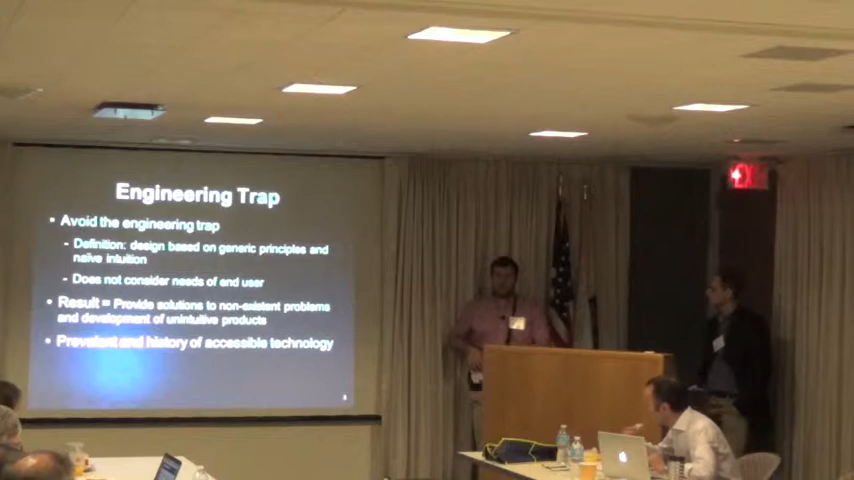 Engineering Trap
• Avoid the engineering trap
- Definition: design based on generic principles and
naïve intuition
- Does not consider needs of end user
• Result = Provide solutions to non-existent problems
and development of unintuitive products
• Prevalent and history of accessible technology